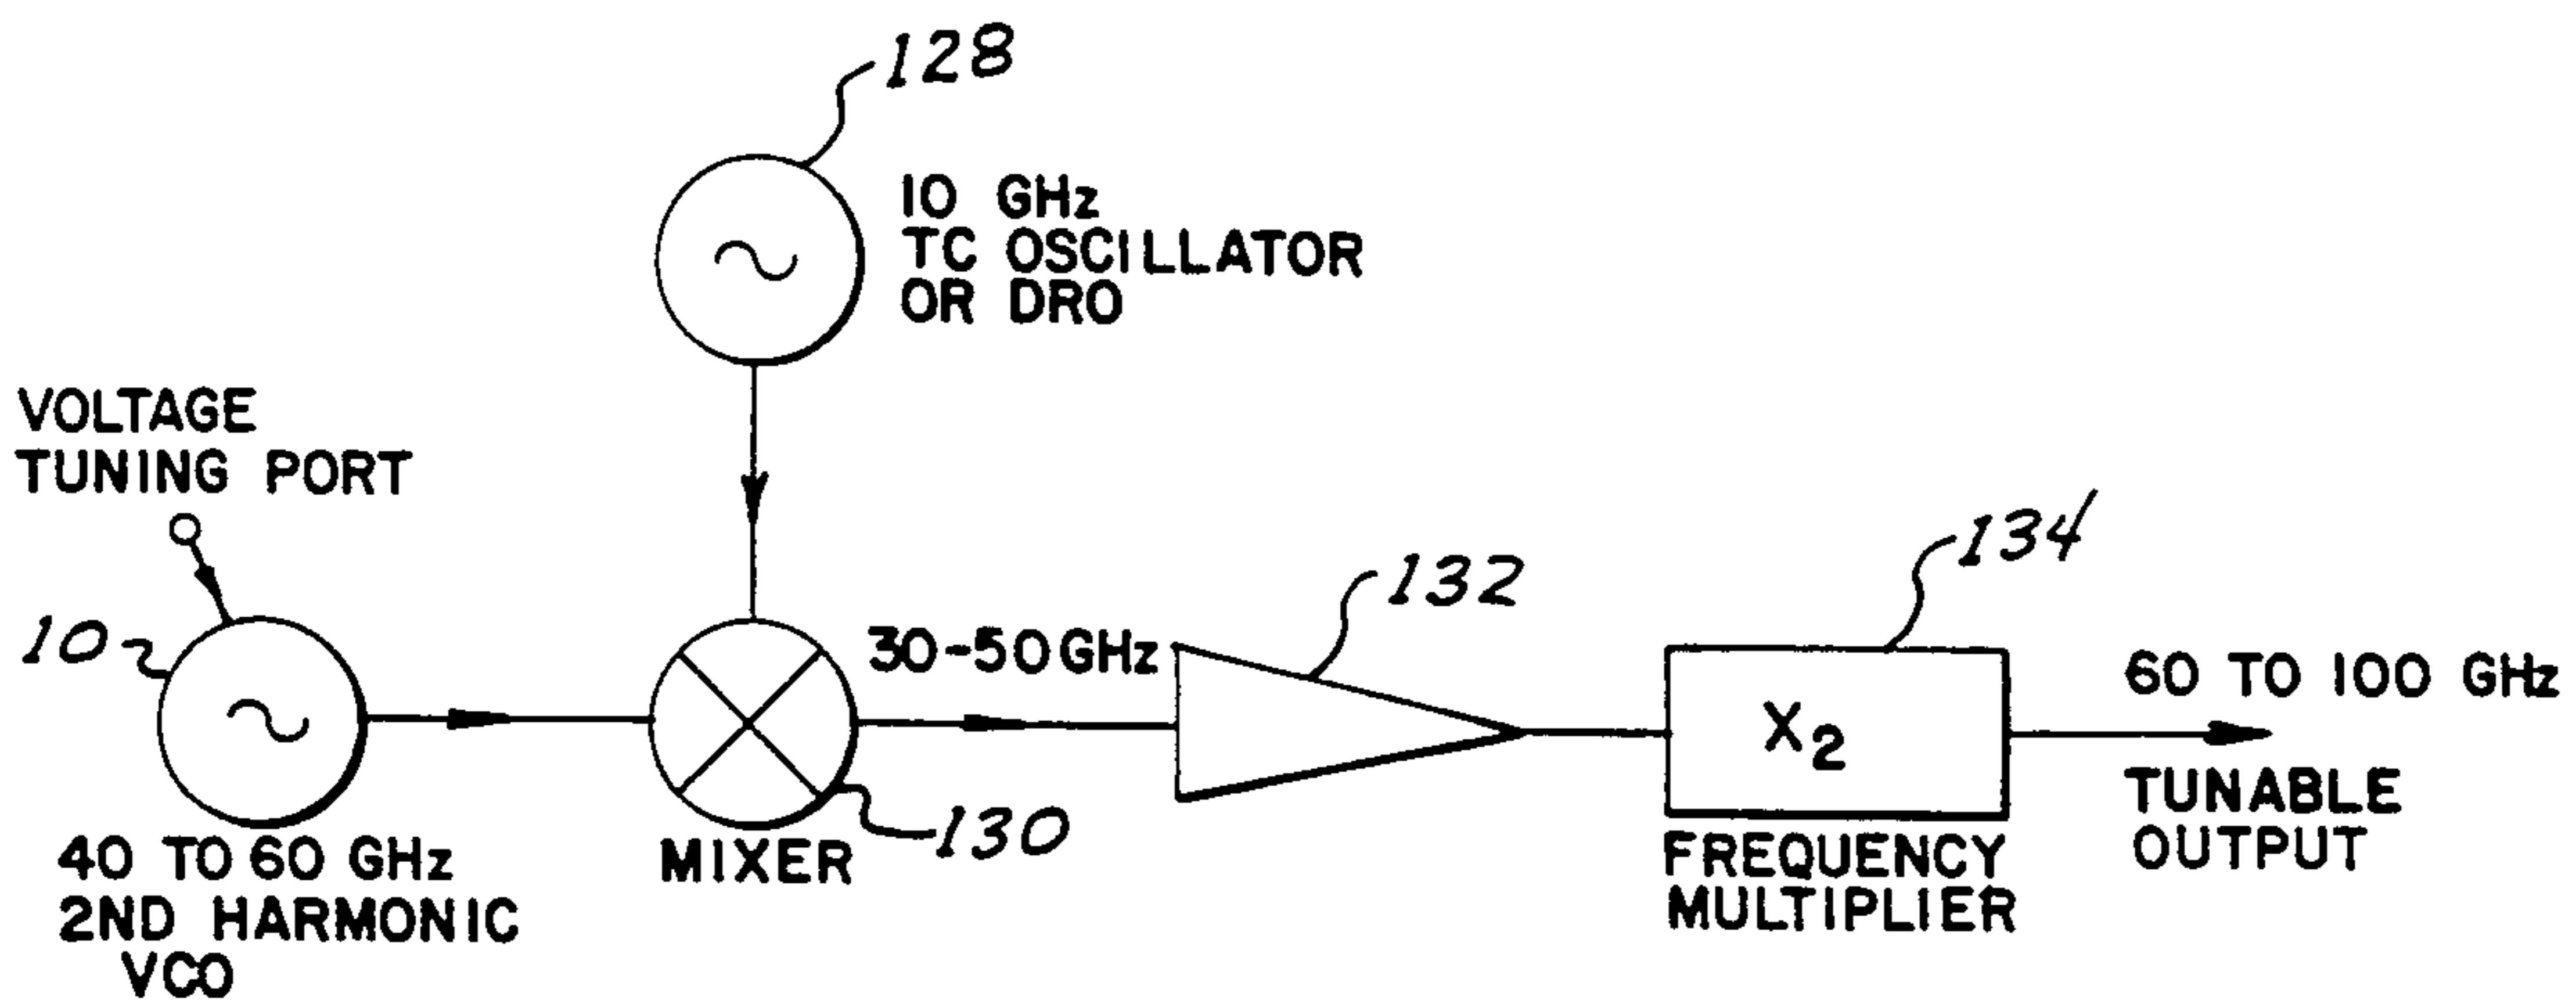 128
10 GHz
TC OSCILLATOR
OR DRO
VOLTAGE
TUNING PORT
10
40 TO 60 GHz
2ND HARMONIC
VCO
MIXER
130
30-50 GHz
132
134
X2
FREQUENCY
MULTIPLIER
60 TO 100 GHz
TUNABLE
OUTPUT